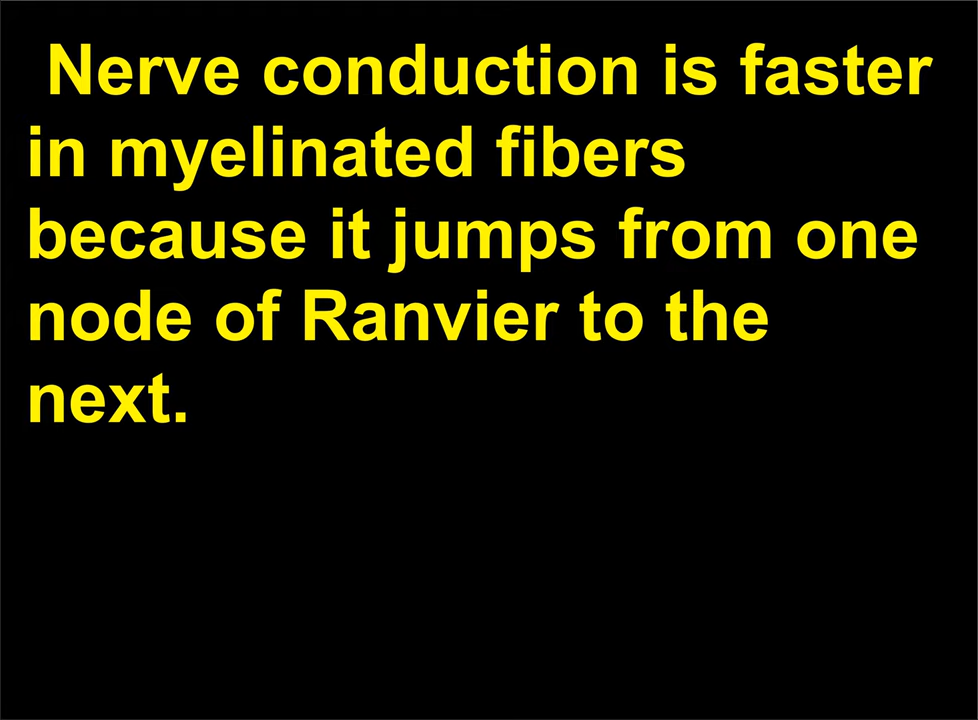 Nerve conduction is faster
in myelinated fibers
because it jumps from one
node of Ranvier to the
next.